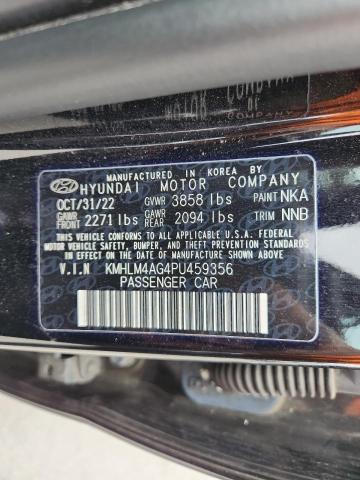 MANUFACTURED IN KOREA BY
HYUNDAI MOTOR COMPANY
OCT/31/22 GVWR 3858 lbs PAINT NKA
GAWR FRONT 2271 lbs GAWR REAR 2094 lbs TRIM NNB
THIS VEHICLE CONFORMS TO ALL APPLICABLE U.S.A. FEDERAL
MOTOR VEHICLE SAFETY, BUMPER, AND THEFT PREVENTION
STANDARDS IN EFFECT ON THE DATE OF MANUFACTURE SHOWN ABOVE.
V.I.N KMHLM4AG4PU459356
PASSENGER CAR